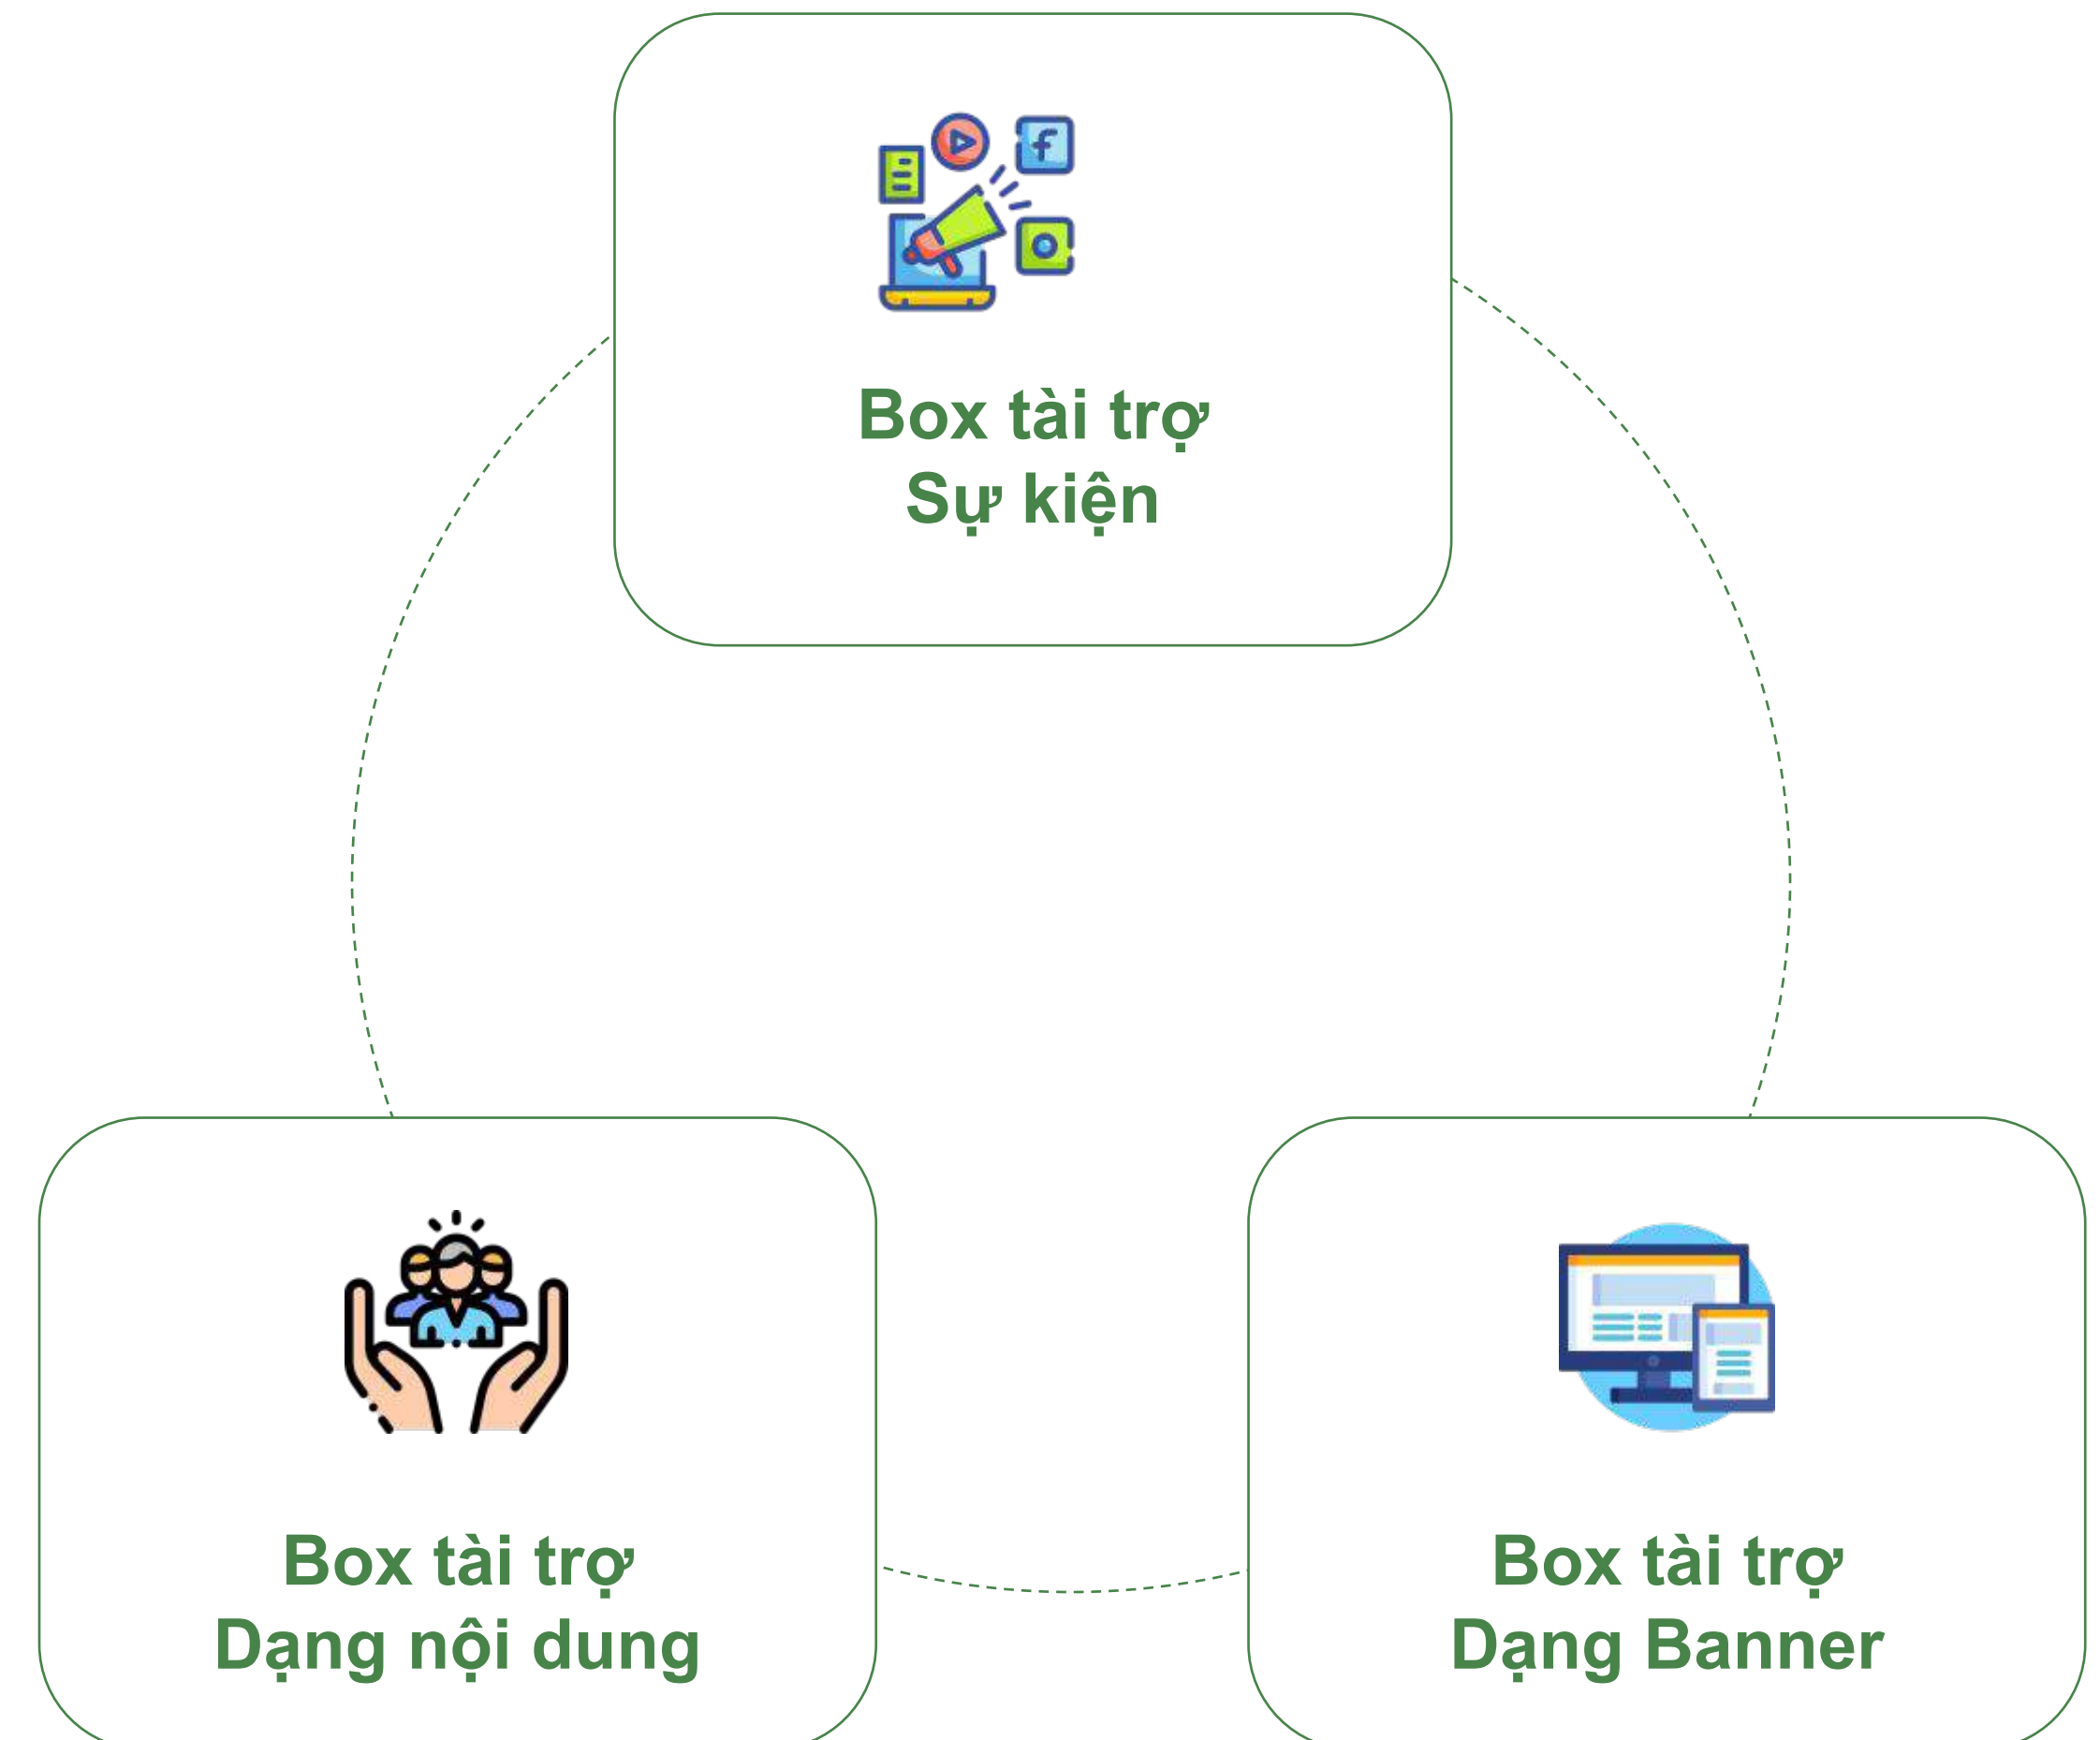 Box tài trợ
Sự kiện
Box tài trợ
Dạng nội dung
Box tài trợ
Dạng Banner